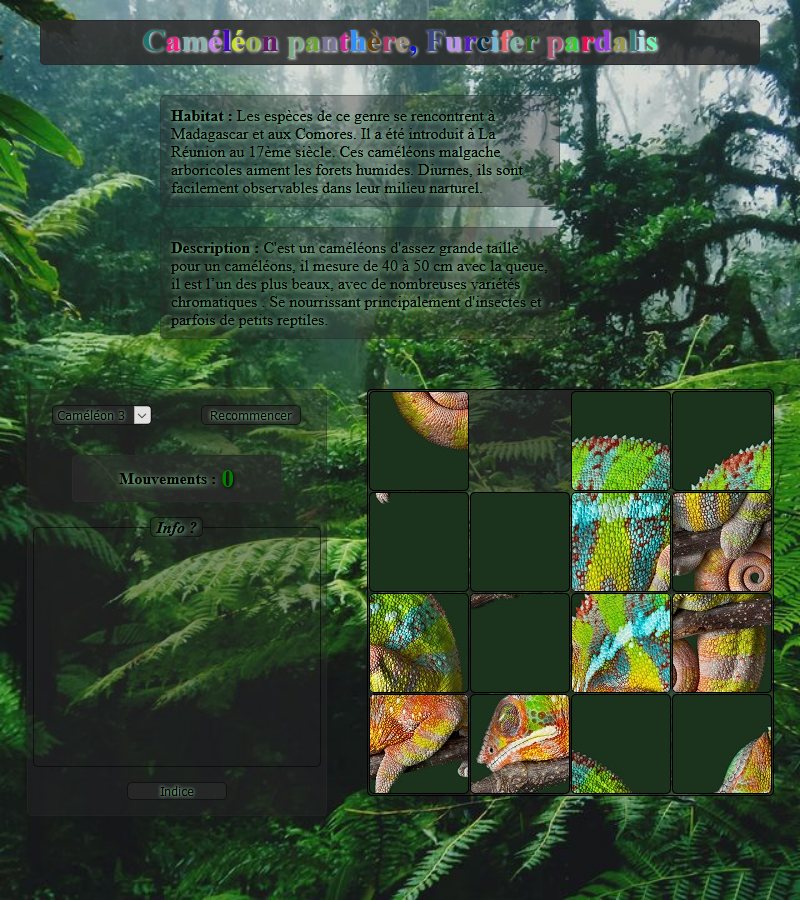 Caméléon panthère, Furcifer pardalis
Habitat : Les espèces de ce genre se rencontrent à
Madagascar et aux Comores. Il a été introduit à La
Réunion au 17ème siècle. Ces caméléons malgache
arboricoles aiment les forets humides. Diurnes, ils sont
facilement observables dans leur milieu narturel.
Description : C'est un caméléons d'assez grande taille
pour un caméléons, il mesure de 40 à 50 cm avec la queue,
il est l'un des plus beaux, avec de nombreuses variétés
chromatiques . Se nourrissant principalement d'insectes et
parfois de petits reptiles.
Caméléon 3
Recommencer
Mouvements : 0
Info ?
Indice